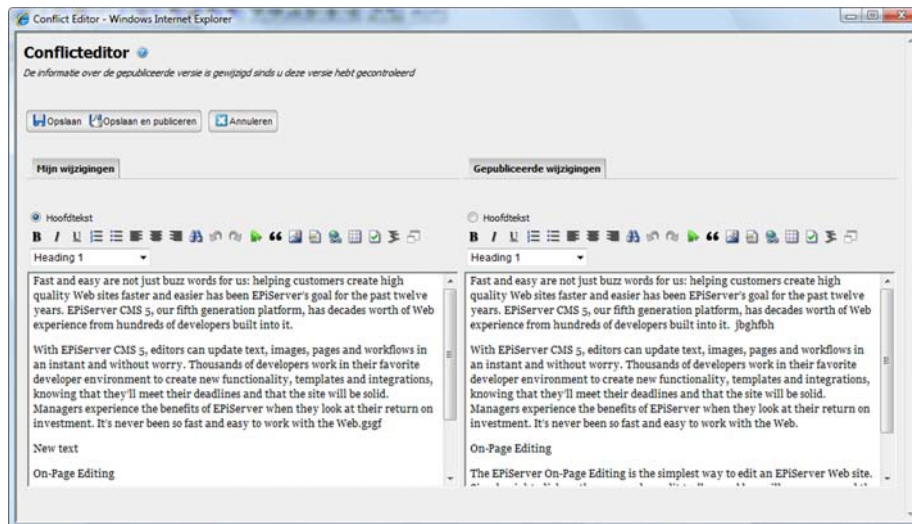 Conflict Editor - Windows Internet Explorer
Conflicteditor
De informatie over de gepubliceerde versie is gewijzigd sinds u deze versie hebt gecontroleerd
Opslaan Opslaan en publiceren Annuleren
Mijn wijzigingen
Hoofdtekst
B I U
Heading 1
Fast and easy are not just buzz words for us: helping customers create high
quality Web sites faster and easier has been EPiServer's goal for the past twelve
years. EPiServer CMS 5, our fifth generation platform, has decades worth of Web
experience from hundreds of developers built into it.
With EPiServer CMS 5, editors can update text, images, pages and workflows in
an instant and without worry. Thousands of developers work in their favorite
developer environment to create new functionality, templates and integrations,
knowing that they'll meet their deadlines and that the site will be solid.
Managers experience the benefits of EPiServer when they look at their return on
investment. It's never been so fast and easy to work with the Web.gsgf
New text
On-Page Editing
Gepubliceerde wijzigingen
Hoofdtekst
B I U
Heading 1
Fast and easy are not just buzz words for us: helping customers create high
quality Web sites faster and easier has been EPiServer's goal for the past twelve
years. EPiServer CMS 5, our fifth generation platform, has decades worth of Web
experience from hundreds of developers built into it. jbghfbh
With EPiServer CMS 5, editors can update text, images, pages and workflows in
an instant and without worry. Thousands of developers work in their favorite
developer environment to create new functionality, templates and integrations,
knowing that they'll meet their deadlines and that the site will be solid.
Managers experience the benefits of EPiServer when they look at their return on
investment. It's never been so fast and easy to work with the Web.
On-Page Editing
The EPiServer On-Page Editing is the simplest way to edit an EPiServer Web site.